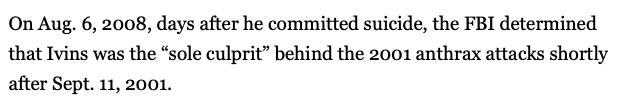 On Aug. 6, 2008, days after he committed suicide, the FBI determined
that Ivins was the “sole culprit” behind the 2001 anthrax attacks shortly
after Sept. 11, 2001.